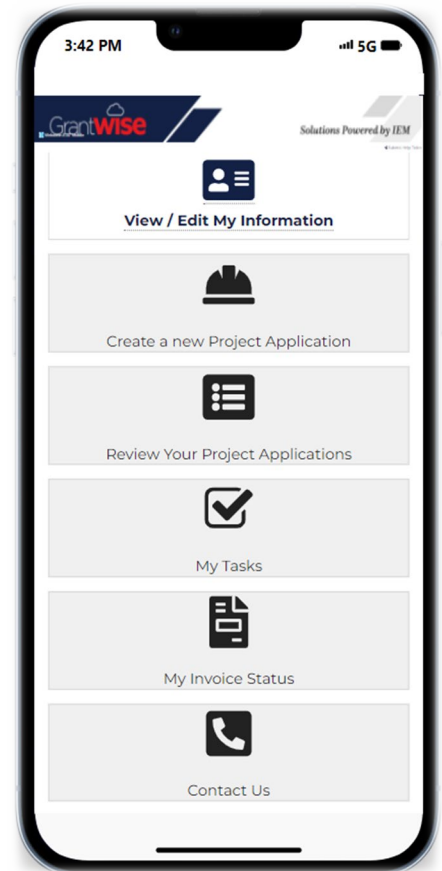 3:42 PM
5G
GrantWise
Solutions Powered by IEM
View / Edit My Information
Create a new Project Application
Review Your Project Applications
My Tasks
My Invoice Status
Contact Us